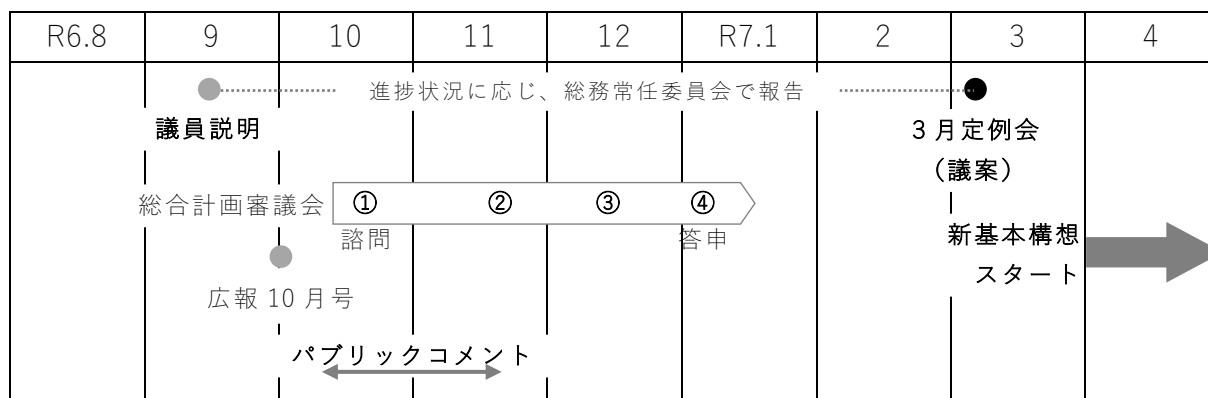 R6.8 9 10 11 12 R7.1 2 3 4
進捗状況に応じ、総務常任委員会で報告
議員説明
3月定例会
（議案）
総合計画審議会 ① ② ③ ④
諮問 答申
新基本構想
スタート
広報10月号
パブリックコメント